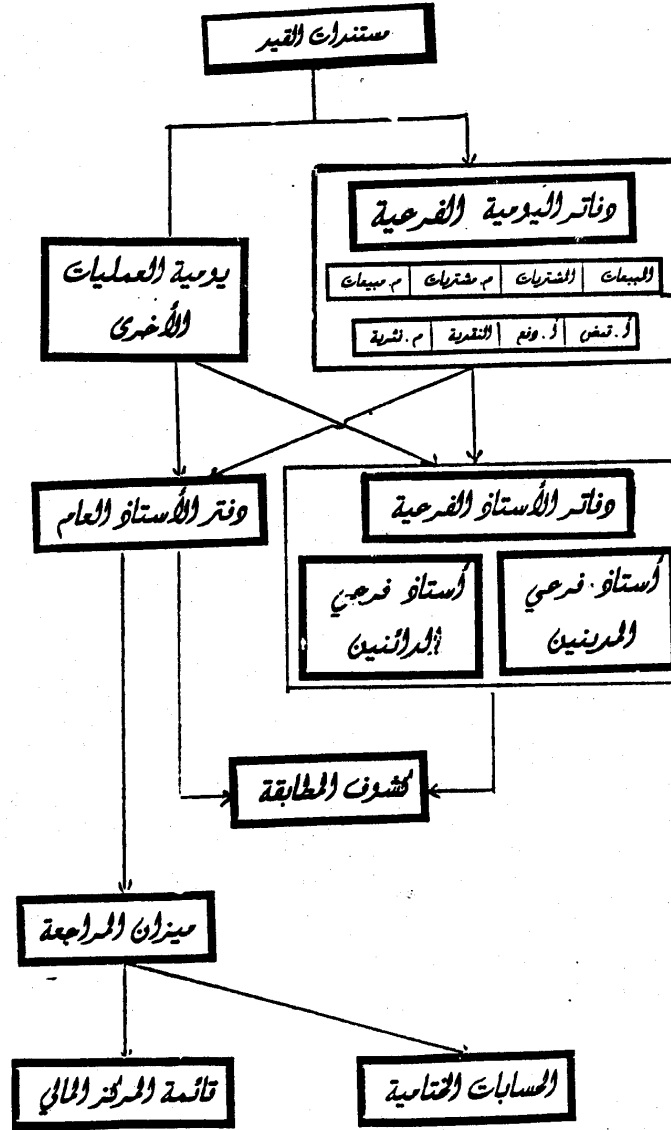 مستندات القيد
دفاتر اليومية الفرعية
المبيعات | المشتريات | م. مشتريات | م. مبيعات
أ. قبض | أ. دفع | النقدية | م. نثرية
يومية العمليات
الأخرى
دفاتر الأستاذ الفرعية
أستاذ فرعي
المدينين
أستاذ فرعي
الدائنين
دفتر الأستاذ العام
كشوف المطابقة
ميزان المراجعة
الحسابات الختامية
قائمة المركز المالي